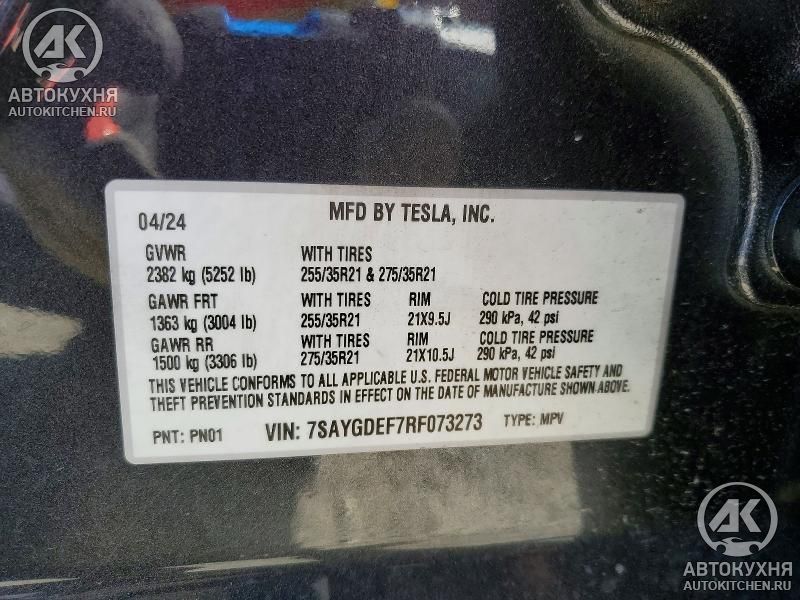 АК
АВТОКУХНЯ
AUTOKITCHEN.RU
04/24 MFD BY TESLA, INC.
GVWR WITH TIRES
2382 kg (5252 lb) 255/35R21 & 275/35R21
GAWR FRT WITH TIRES RIM COLD TIRE PRESSURE
1363 kg (3004 lb) 255/35R21 21X9.5J 290 kPa, 42 psi
GAWR RR WITH TIRES RIM COLD TIRE PRESSURE
1500 kg (3306 lb) 275/35R21 21X10.5J 290 kPa, 42 psi
THIS VEHICLE CONFORMS TO ALL APPLICABLE U.S. FEDERAL MOTOR VEHICLE SAFETY AND
THEFT PREVENTION STANDARDS IN EFFECT ON THE DATE OF MANUFACTURE SHOWN ABOVE.
PNT: PN01 VIN: 7SAYGDEF7RF073273 TYPE: MPV
АК
АВТОКУХНЯ
AUTOKITCHEN.RU